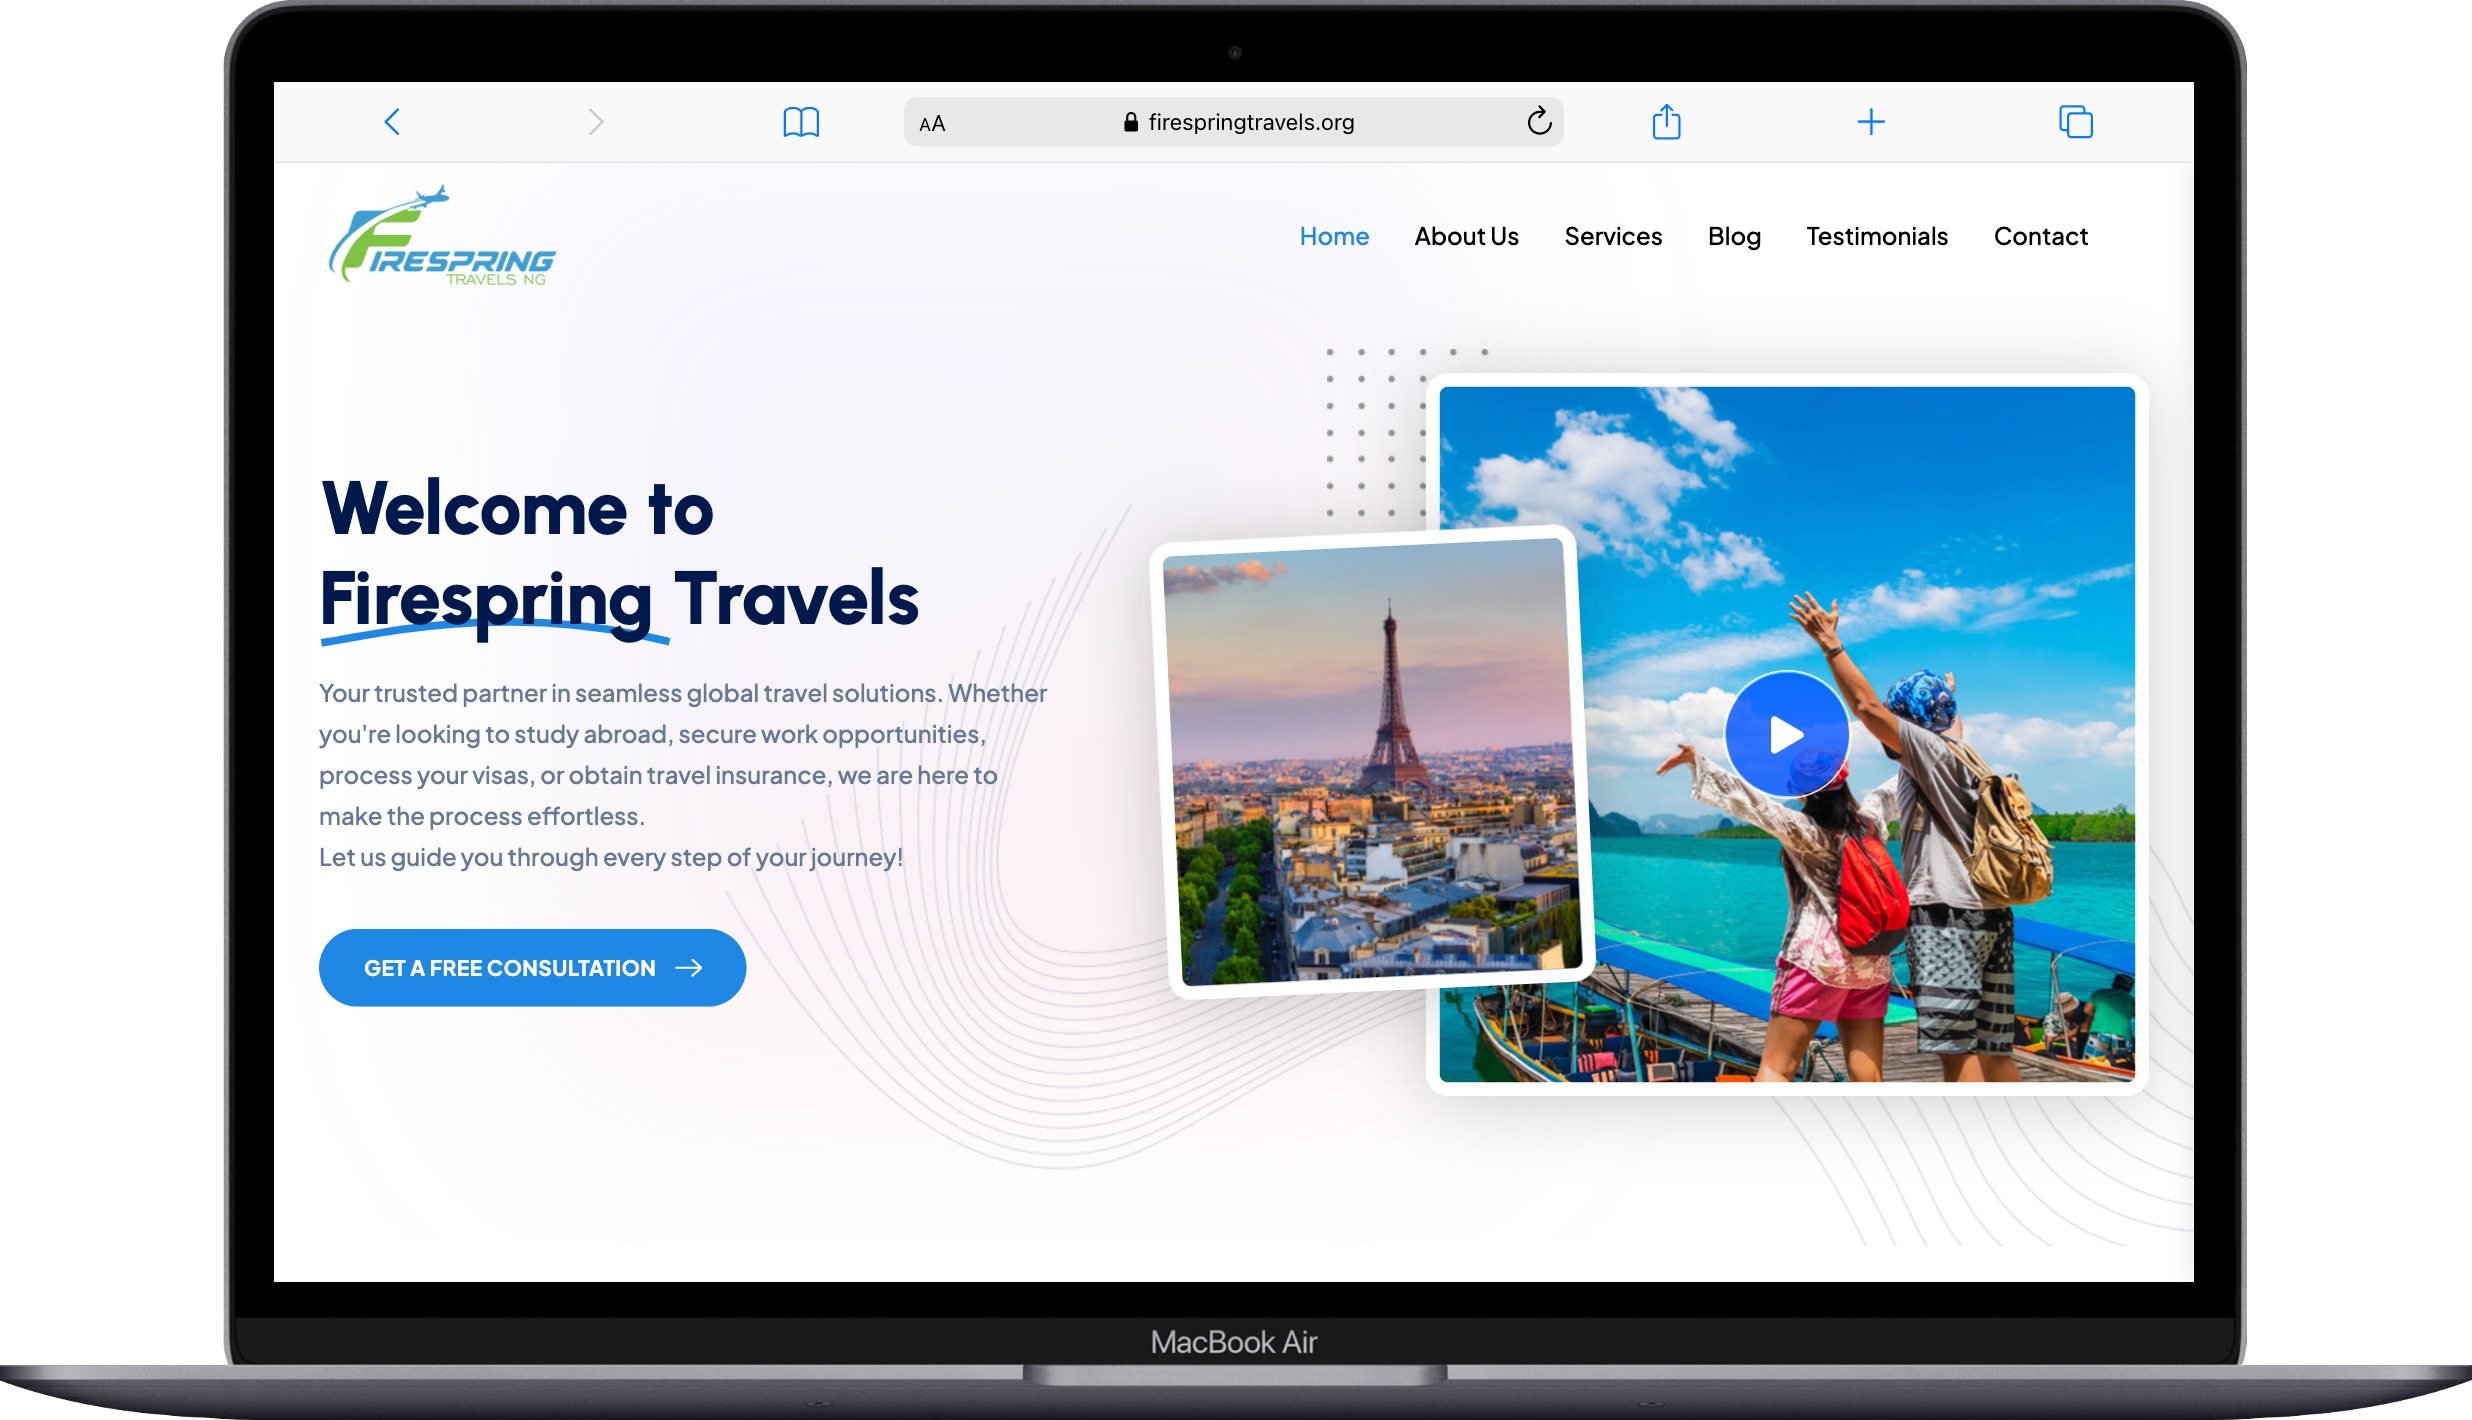 AA
firespringtravels.org
FIRESPRING
TRAVELS NG
Home About Us Services Blog Testimonials Contact
Welcome to
Firespring Travels
Your trusted partner in seamless global travel solutions. Whether
you're looking to study abroad, secure work opportunities,
process your visas, or obtain travel insurance, we are here to
make the process effortless.
Let us guide you through every step of your journey!
GET A FREE CONSULTATION
MacBook Air